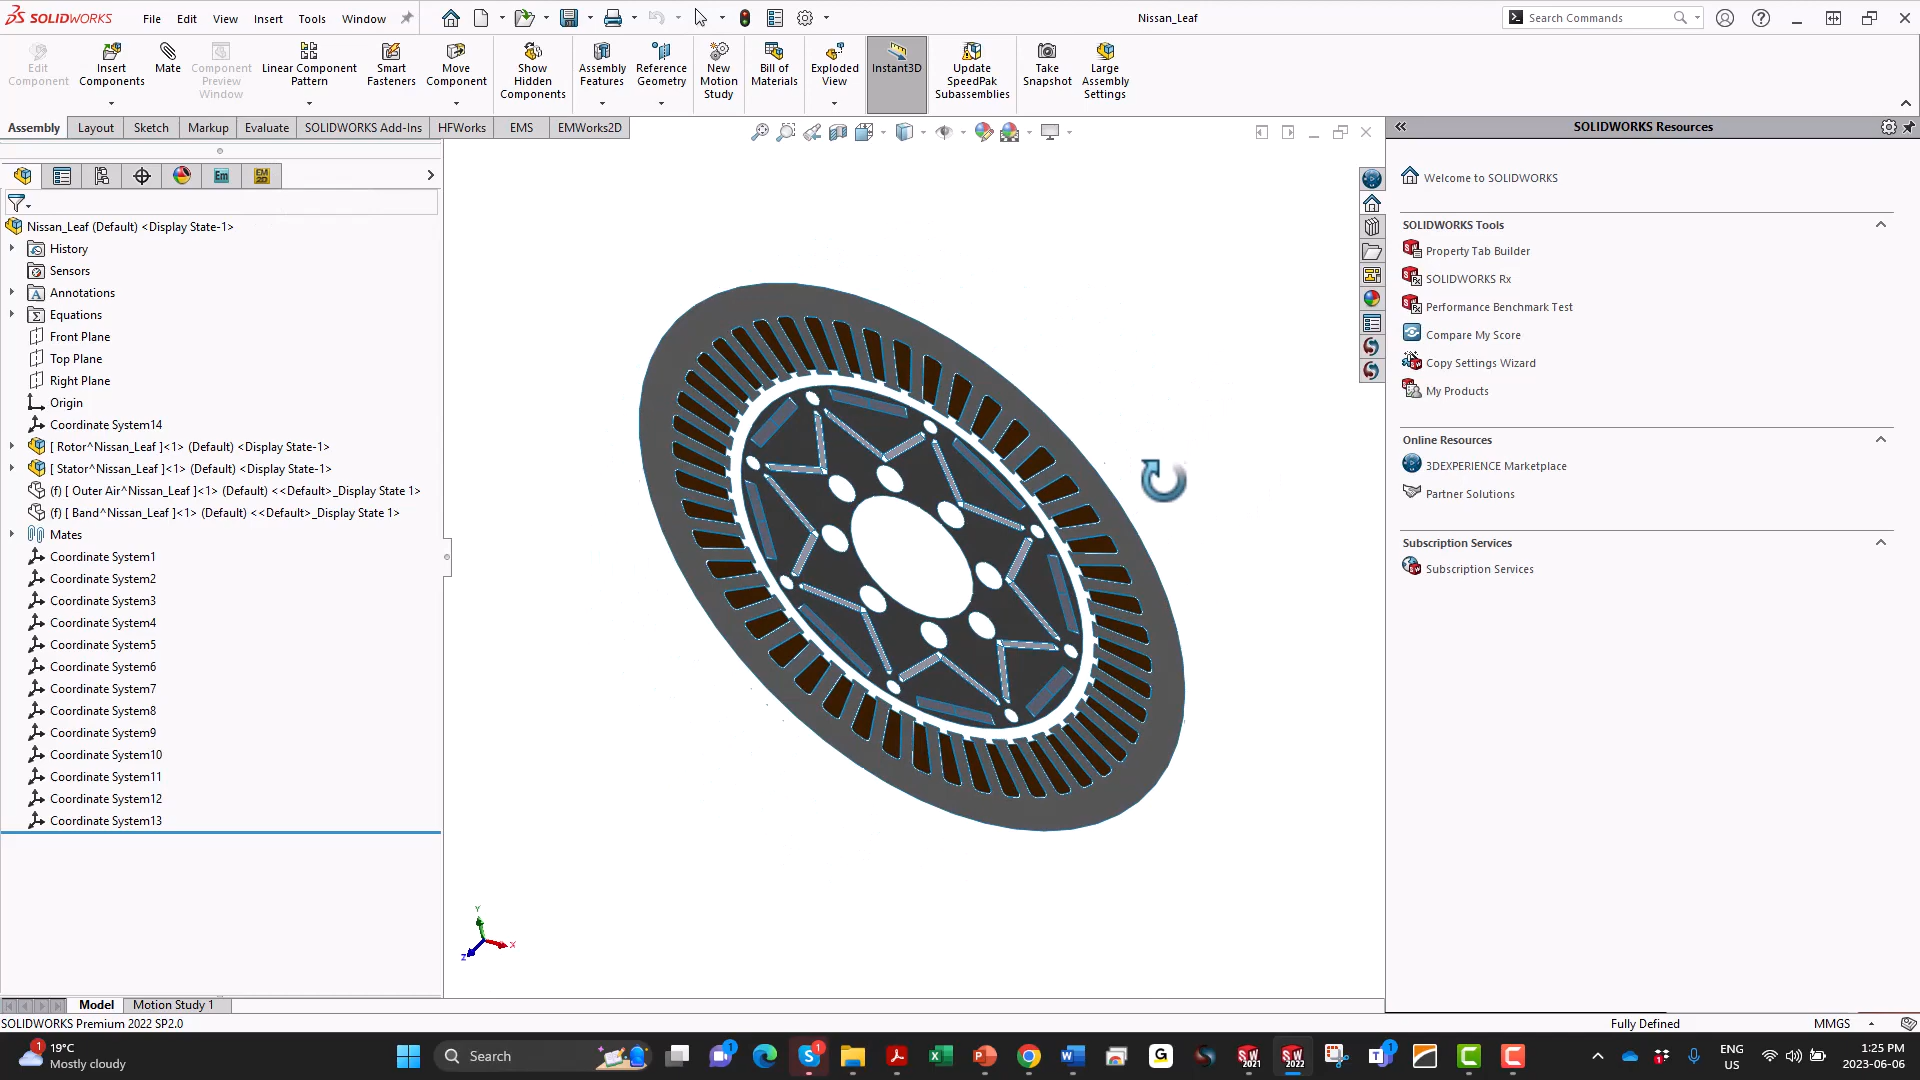 SOLIDWORKS File Edit View Insert Tools Window Nissan_Leaf Search Commands
Edit Component
Insert Components
Mate
Component Preview Window
Linear Component Pattern
Smart Fasteners
Move Component
Show Hidden Components
Assembly Features
Reference Geometry
New Motion Study
Bill of Materials
Exploded View
Instant3D
Update SpeedPak Subassemblies
Take Snapshot
Large Assembly Settings
Assembly Layout Sketch Markup Evaluate SOLIDWORKS Add-Ins HFWorks EMS EMWorks2D
Nissan_Leaf (Default) <Display State-1>
History
Sensors
Annotations
Equations
Front Plane
Top Plane
Right Plane
Origin
Coordinate System14
[ Rotor^Nissan_Leaf ]<1> (Default) <Display State-1>
[ Stator^Nissan_Leaf ]<1> (Default) <Display State-1>
(f) [ Outer Air^Nissan_Leaf ]<1> (Default) <<Default>_Display State 1>
(f) [ Band^Nissan_Leaf ]<1> (Default) <<Default>_Display State 1>
Mates
Coordinate System1
Coordinate System2
Coordinate System3
Coordinate System4
Coordinate System5
Coordinate System6
Coordinate System7
Coordinate System8
Coordinate System9
Coordinate System10
Coordinate System11
Coordinate System12
Coordinate System13
Y
X
Z
SOLIDWORKS Resources
Welcome to SOLIDWORKS
SOLIDWORKS Tools
Property Tab Builder
SOLIDWORKS Rx
Performance Benchmark Test
Compare My Score
Copy Settings Wizard
My Products
Online Resources
3DEXPERIENCE Marketplace
Partner Solutions
Subscription Services
Subscription Services
Model Motion Study 1
SOLIDWORKS Premium 2022 SP2.0 Fully Defined MMGS
1 19°C
Mostly cloudy
Search
ENG
US
1:25 PM
2023-06-06